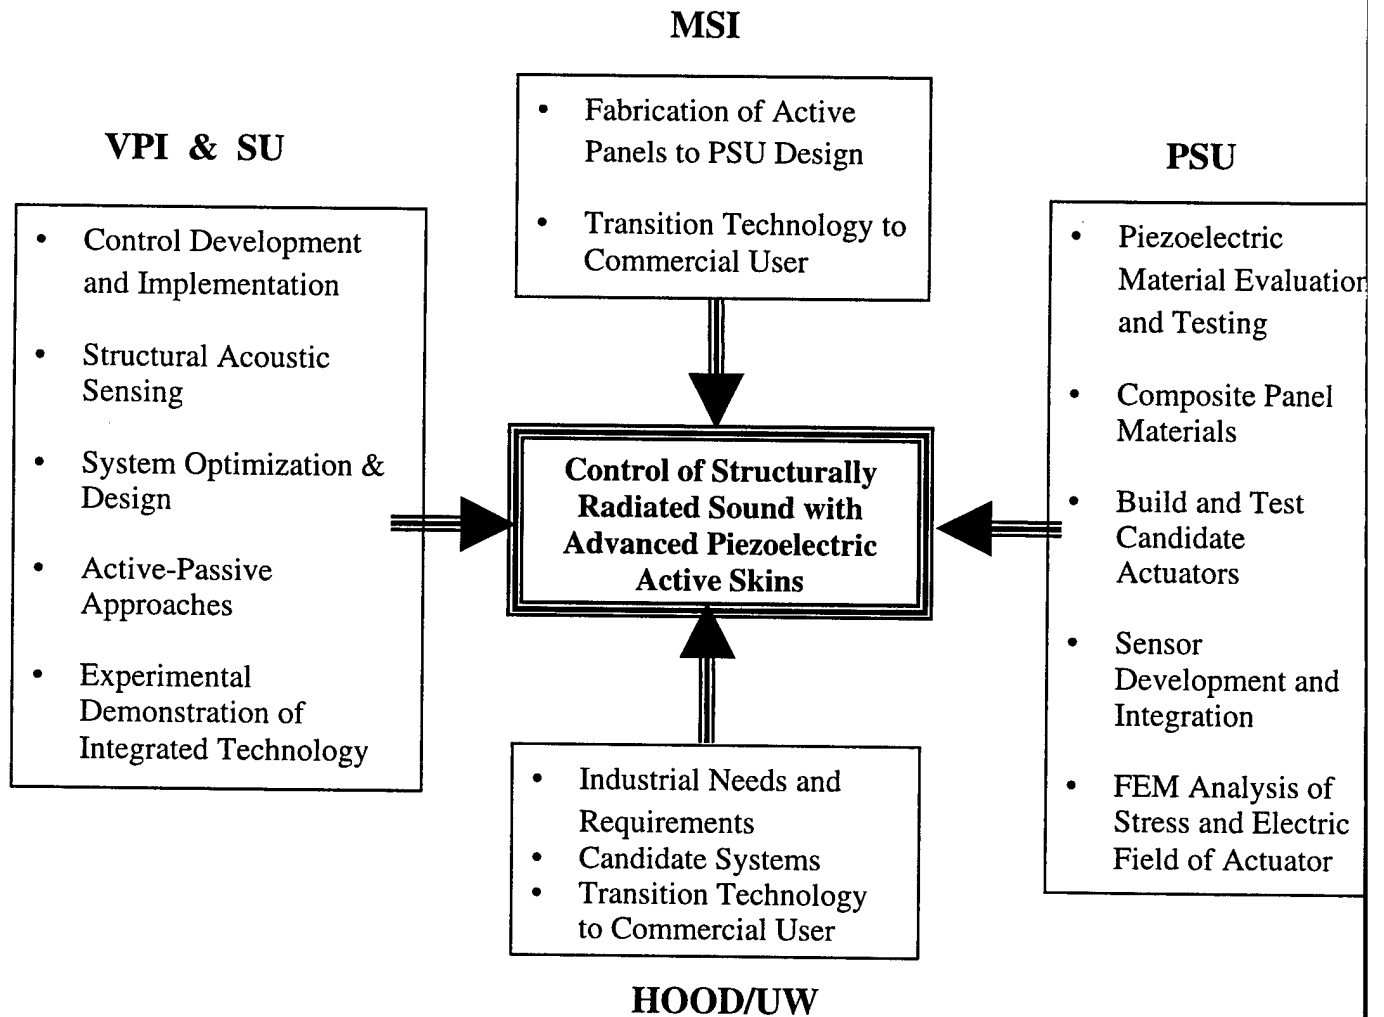 MSI
• Fabrication of Active
Panels to PSU Design
• Transition Technology to
Commercial User
VPI & SU
• Control Development
and Implementation
• Structural Acoustic
Sensing
• System Optimization &
Design
• Active-Passive
Approaches
• Experimental
Demonstration of
Integrated Technology
Control of Structurally
Radiated Sound with
Advanced Piezoelectric
Active Skins
PSU
• Piezoelectric
Material Evaluation
and Testing
• Composite Panel
Materials
• Build and Test
Candidate
Actuators
• Sensor
Development and
Integration
• FEM Analysis of
Stress and Electric
Field of Actuator
• Industrial Needs and
Requirements
• Candidate Systems
• Transition Technology
to Commercial User
HOOD/UW